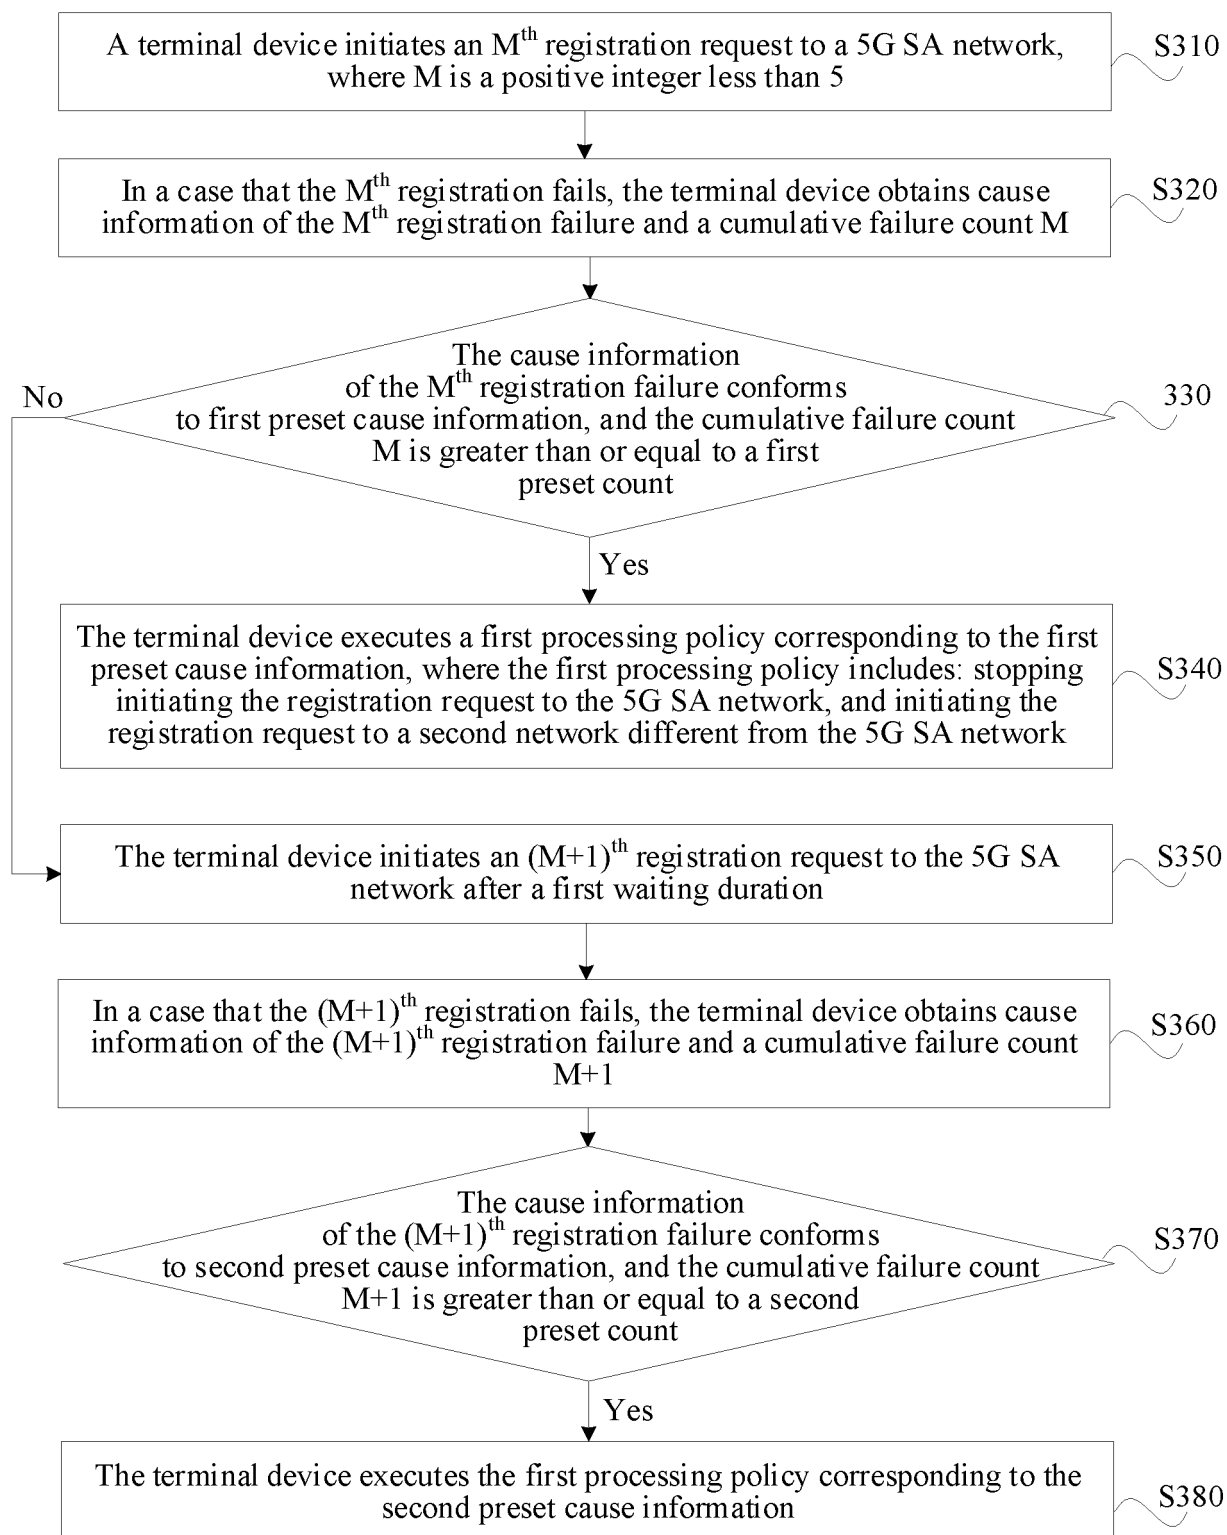 A terminal device initiates an Mth registration request to a 5G SA network,
where M is a positive integer less than 5
S310
In a case that the Mth registration fails, the terminal device obtains cause
information of the Mth registration failure and a cumulative failure count M
S320
The cause information
of the Mth registration failure conforms
to first preset cause information, and the cumulative failure count
M is greater than or equal to a first
preset count
330
No
Yes
The terminal device executes a first processing policy corresponding to the first
preset cause information, where the first processing policy includes: stopping
initiating the registration request to the 5G SA network, and initiating the
registration request to a second network different from the 5G SA network
S340
The terminal device initiates an (M+1)th registration request to the 5G SA
network after a first waiting duration
S350
In a case that the (M+1)th registration fails, the terminal device obtains cause
information of the (M+1)th registration failure and a cumulative failure count
M+1
S360
The cause information
of the (M+1)th registration failure conforms
to second preset cause information, and the cumulative failure count
M+1 is greater than or equal to a second
preset count
S370
Yes
The terminal device executes the first processing policy corresponding to the
second preset cause information
S380